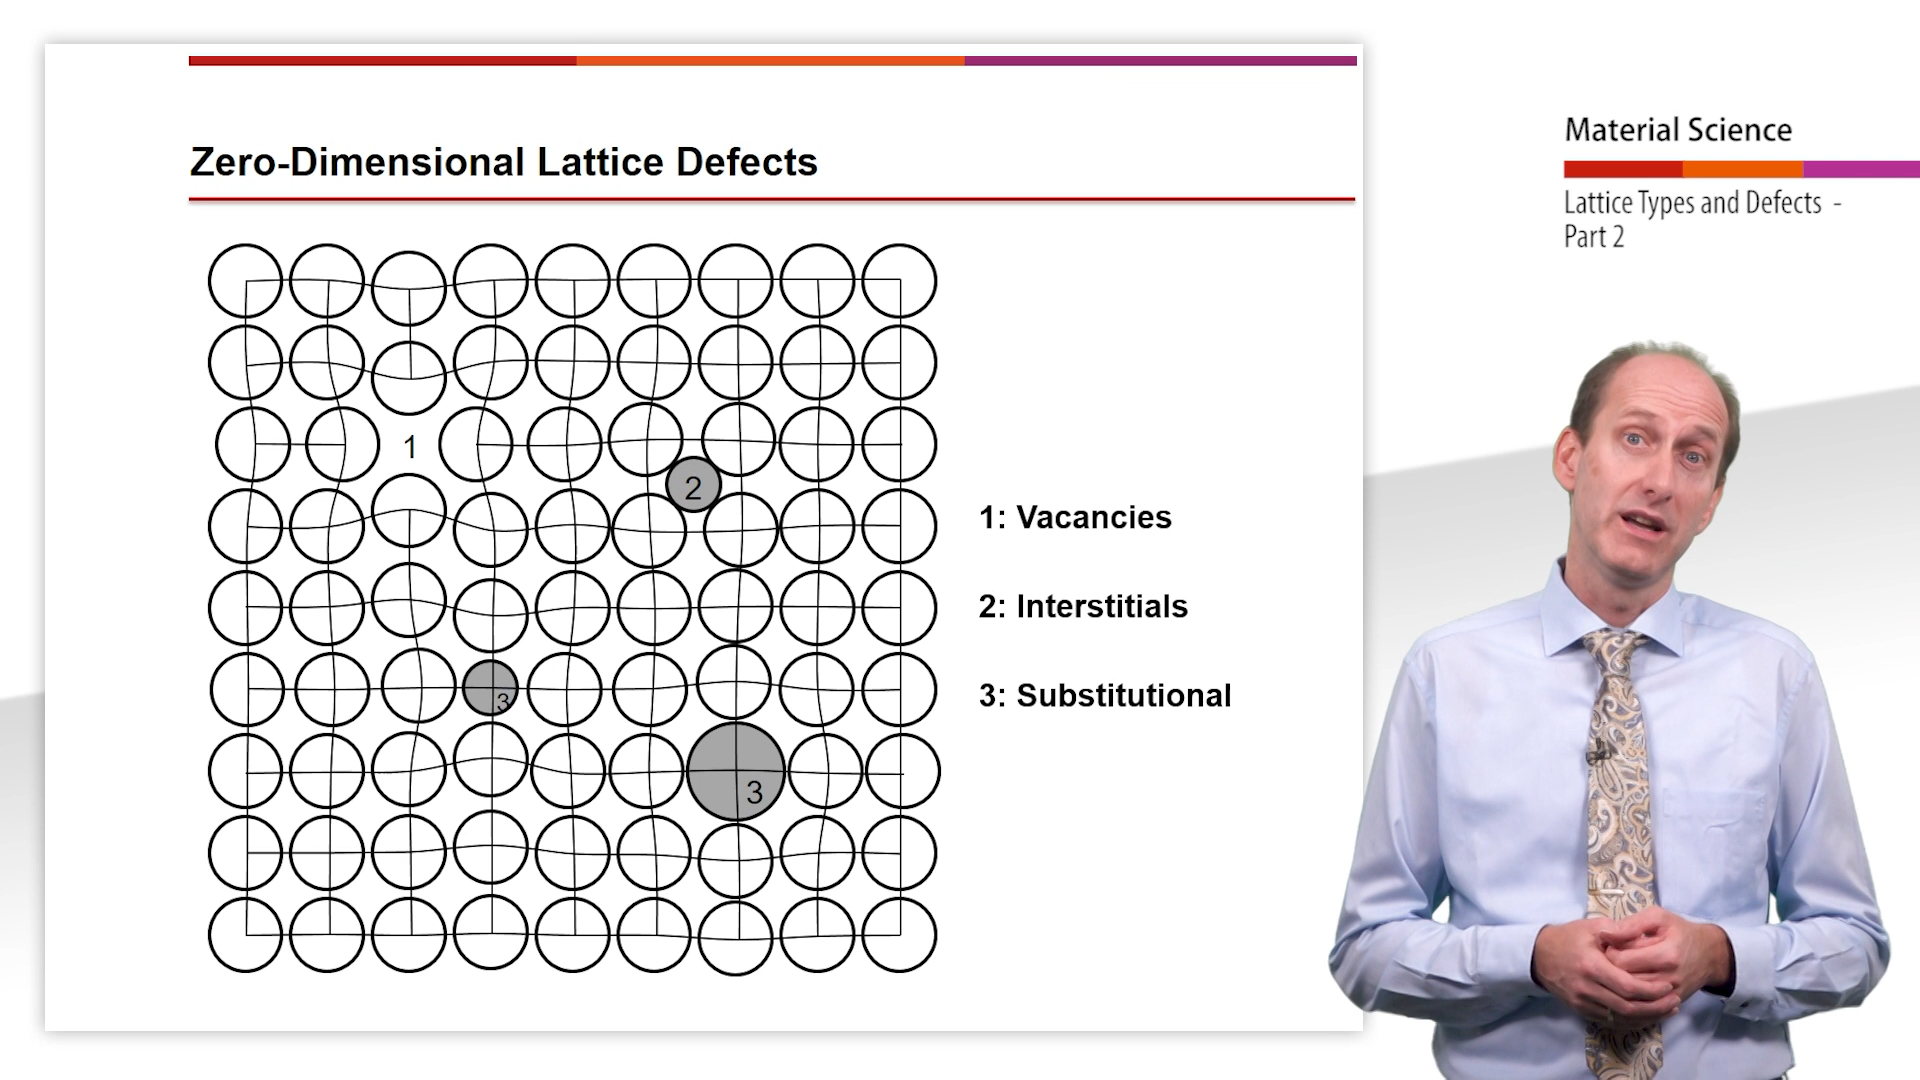 Zero-Dimensional Lattice Defects
1
2
3
3
1: Vacancies
2: Interstitials
3: Substitutional
Material Science
Lattice Types and Defects -
Part 2